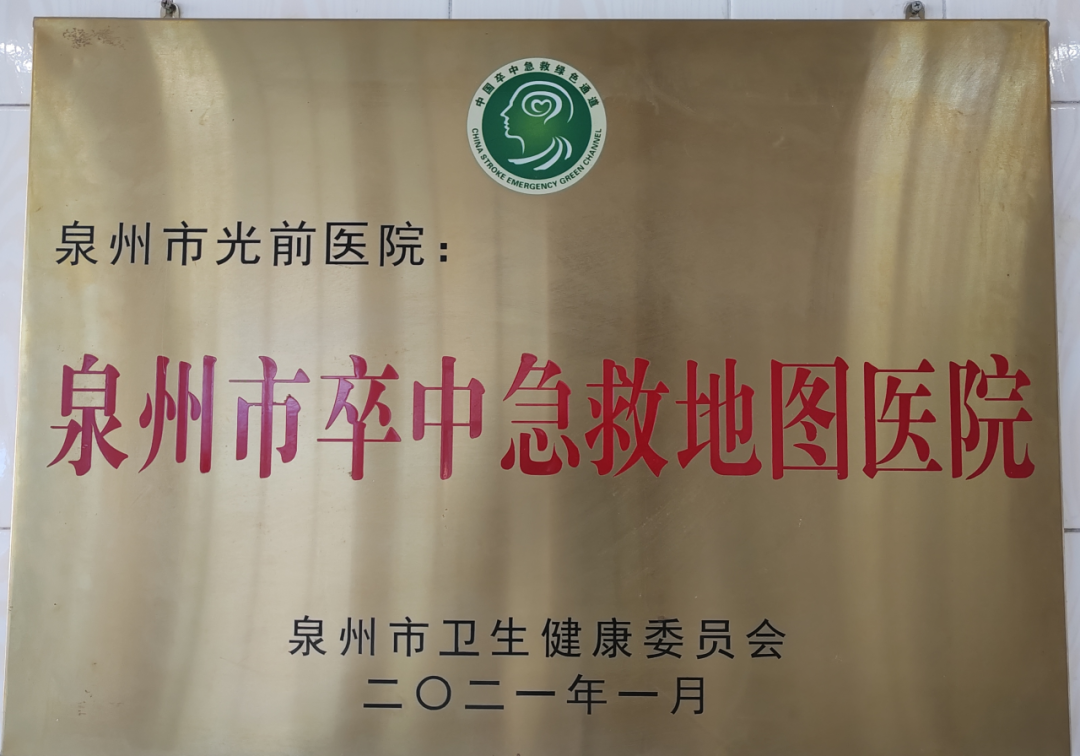 中国卒中急救绿色通道
CHINA STROKE EMERGENCY GREEN CHANNEL
泉州市光前医院：
泉州市卒中急救地图医院
泉州市卫生健康委员会
二〇二一年一月